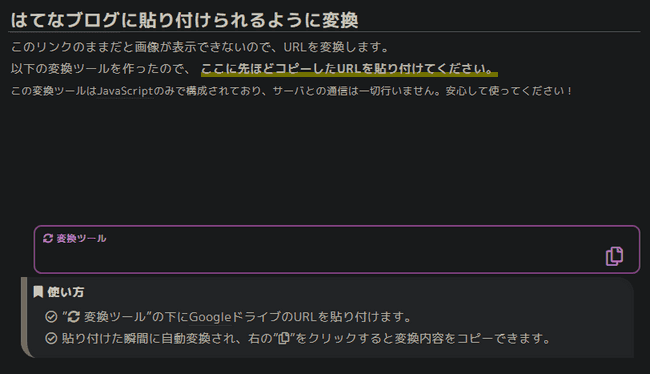 はてなブログに貼り付けられるように変換
このリンクのままだと画像が表示できないので、URLを変換します。
以下の変換ツールを作ったので、 ここに先ほどコピーしたURLを貼り付けてください。
この変換ツールはJavaScriptのみで構成されており、サーバとの通信は一切行いません。安心して使ってください！
変換ツール
使い方
” 変換ツール”の下にGoogleドライブのURLを貼り付けます。
貼り付けた瞬間に自動変換され、右の””をクリックすると変換内容をコピーできます。